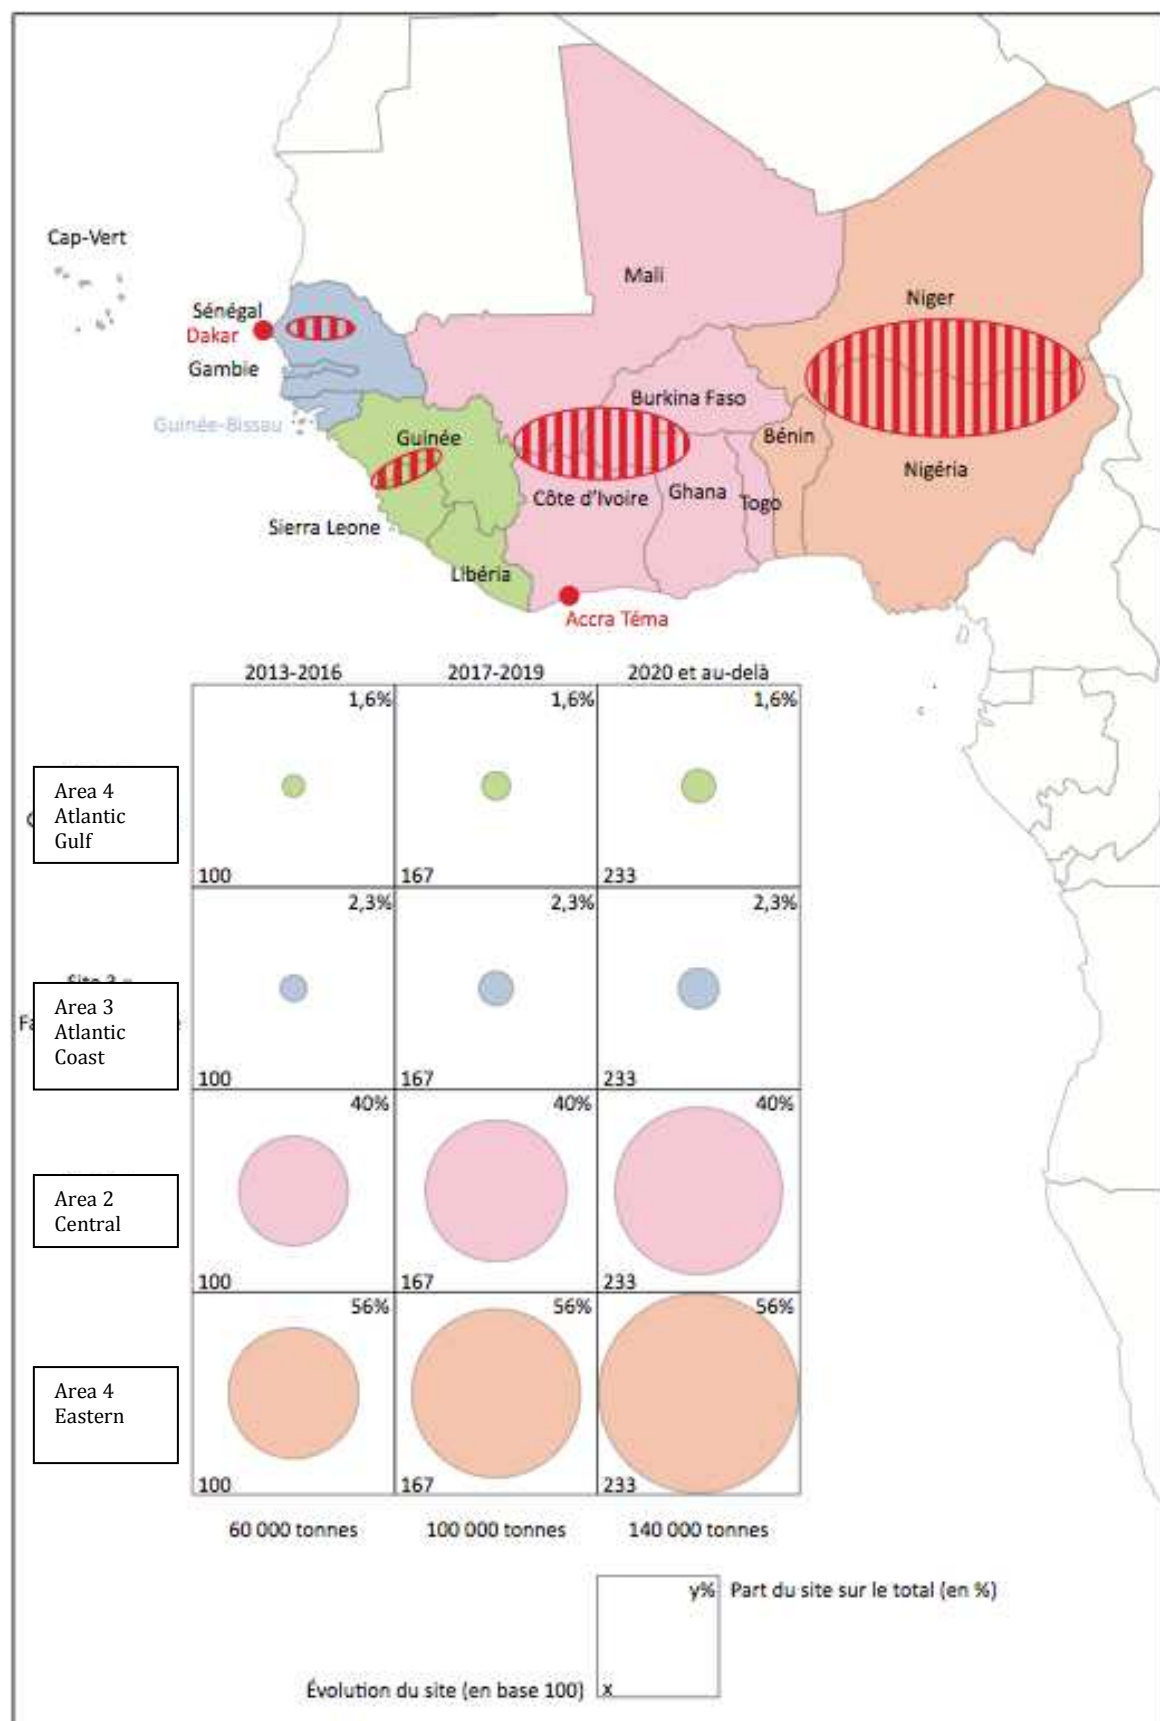 Cap-Vert
Mali
Niger
Sénégal
Dakar
Gambie
Burkina Faso
Guinée-Bissau
Guinée
Bénin
Nigéria
Côte d'Ivoire
Ghana
Togo
Sierra Leone
Libéria
Accra Téma
2013-2016 2017-2019 2020 et au-delà
1,6% 1,6% 1,6%
Area 4
Atlantic
Gulf
100 167 233
2,3% 2,3% 2,3%
Area 3
Atlantic
Coast
100 167 233
40% 40% 40%
Area 2
Central
100 167 233
56% 56% 56%
Area 4
Eastern
100 167 233
60 000 tonnes 100 000 tonnes 140 000 tonnes
y% Part du site sur le total (en %)
Évolution du site (en base 100) x